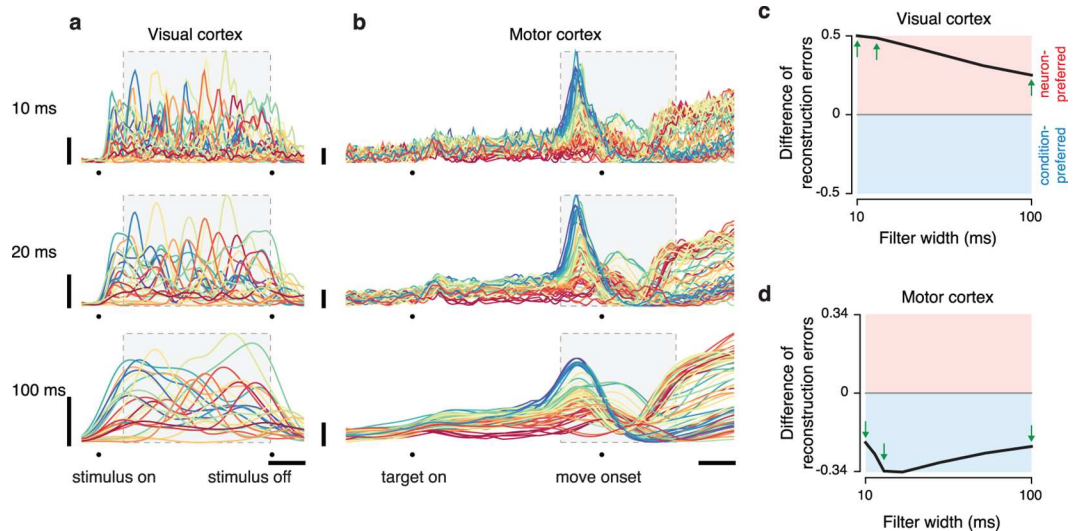 a
Visual cortex
10 ms
20 ms
100 ms
stimulus on
stimulus off
b
Motor cortex
target on
move onset
c
Visual cortex
0.5
0
-0.5
10
100
Difference of
reconstruction errors
neuron-
preferred
condition-
preferred
Filter width (ms)
d
Motor cortex
0.34
0
-0.34
10
100
Difference of
reconstruction errors
Filter width (ms)